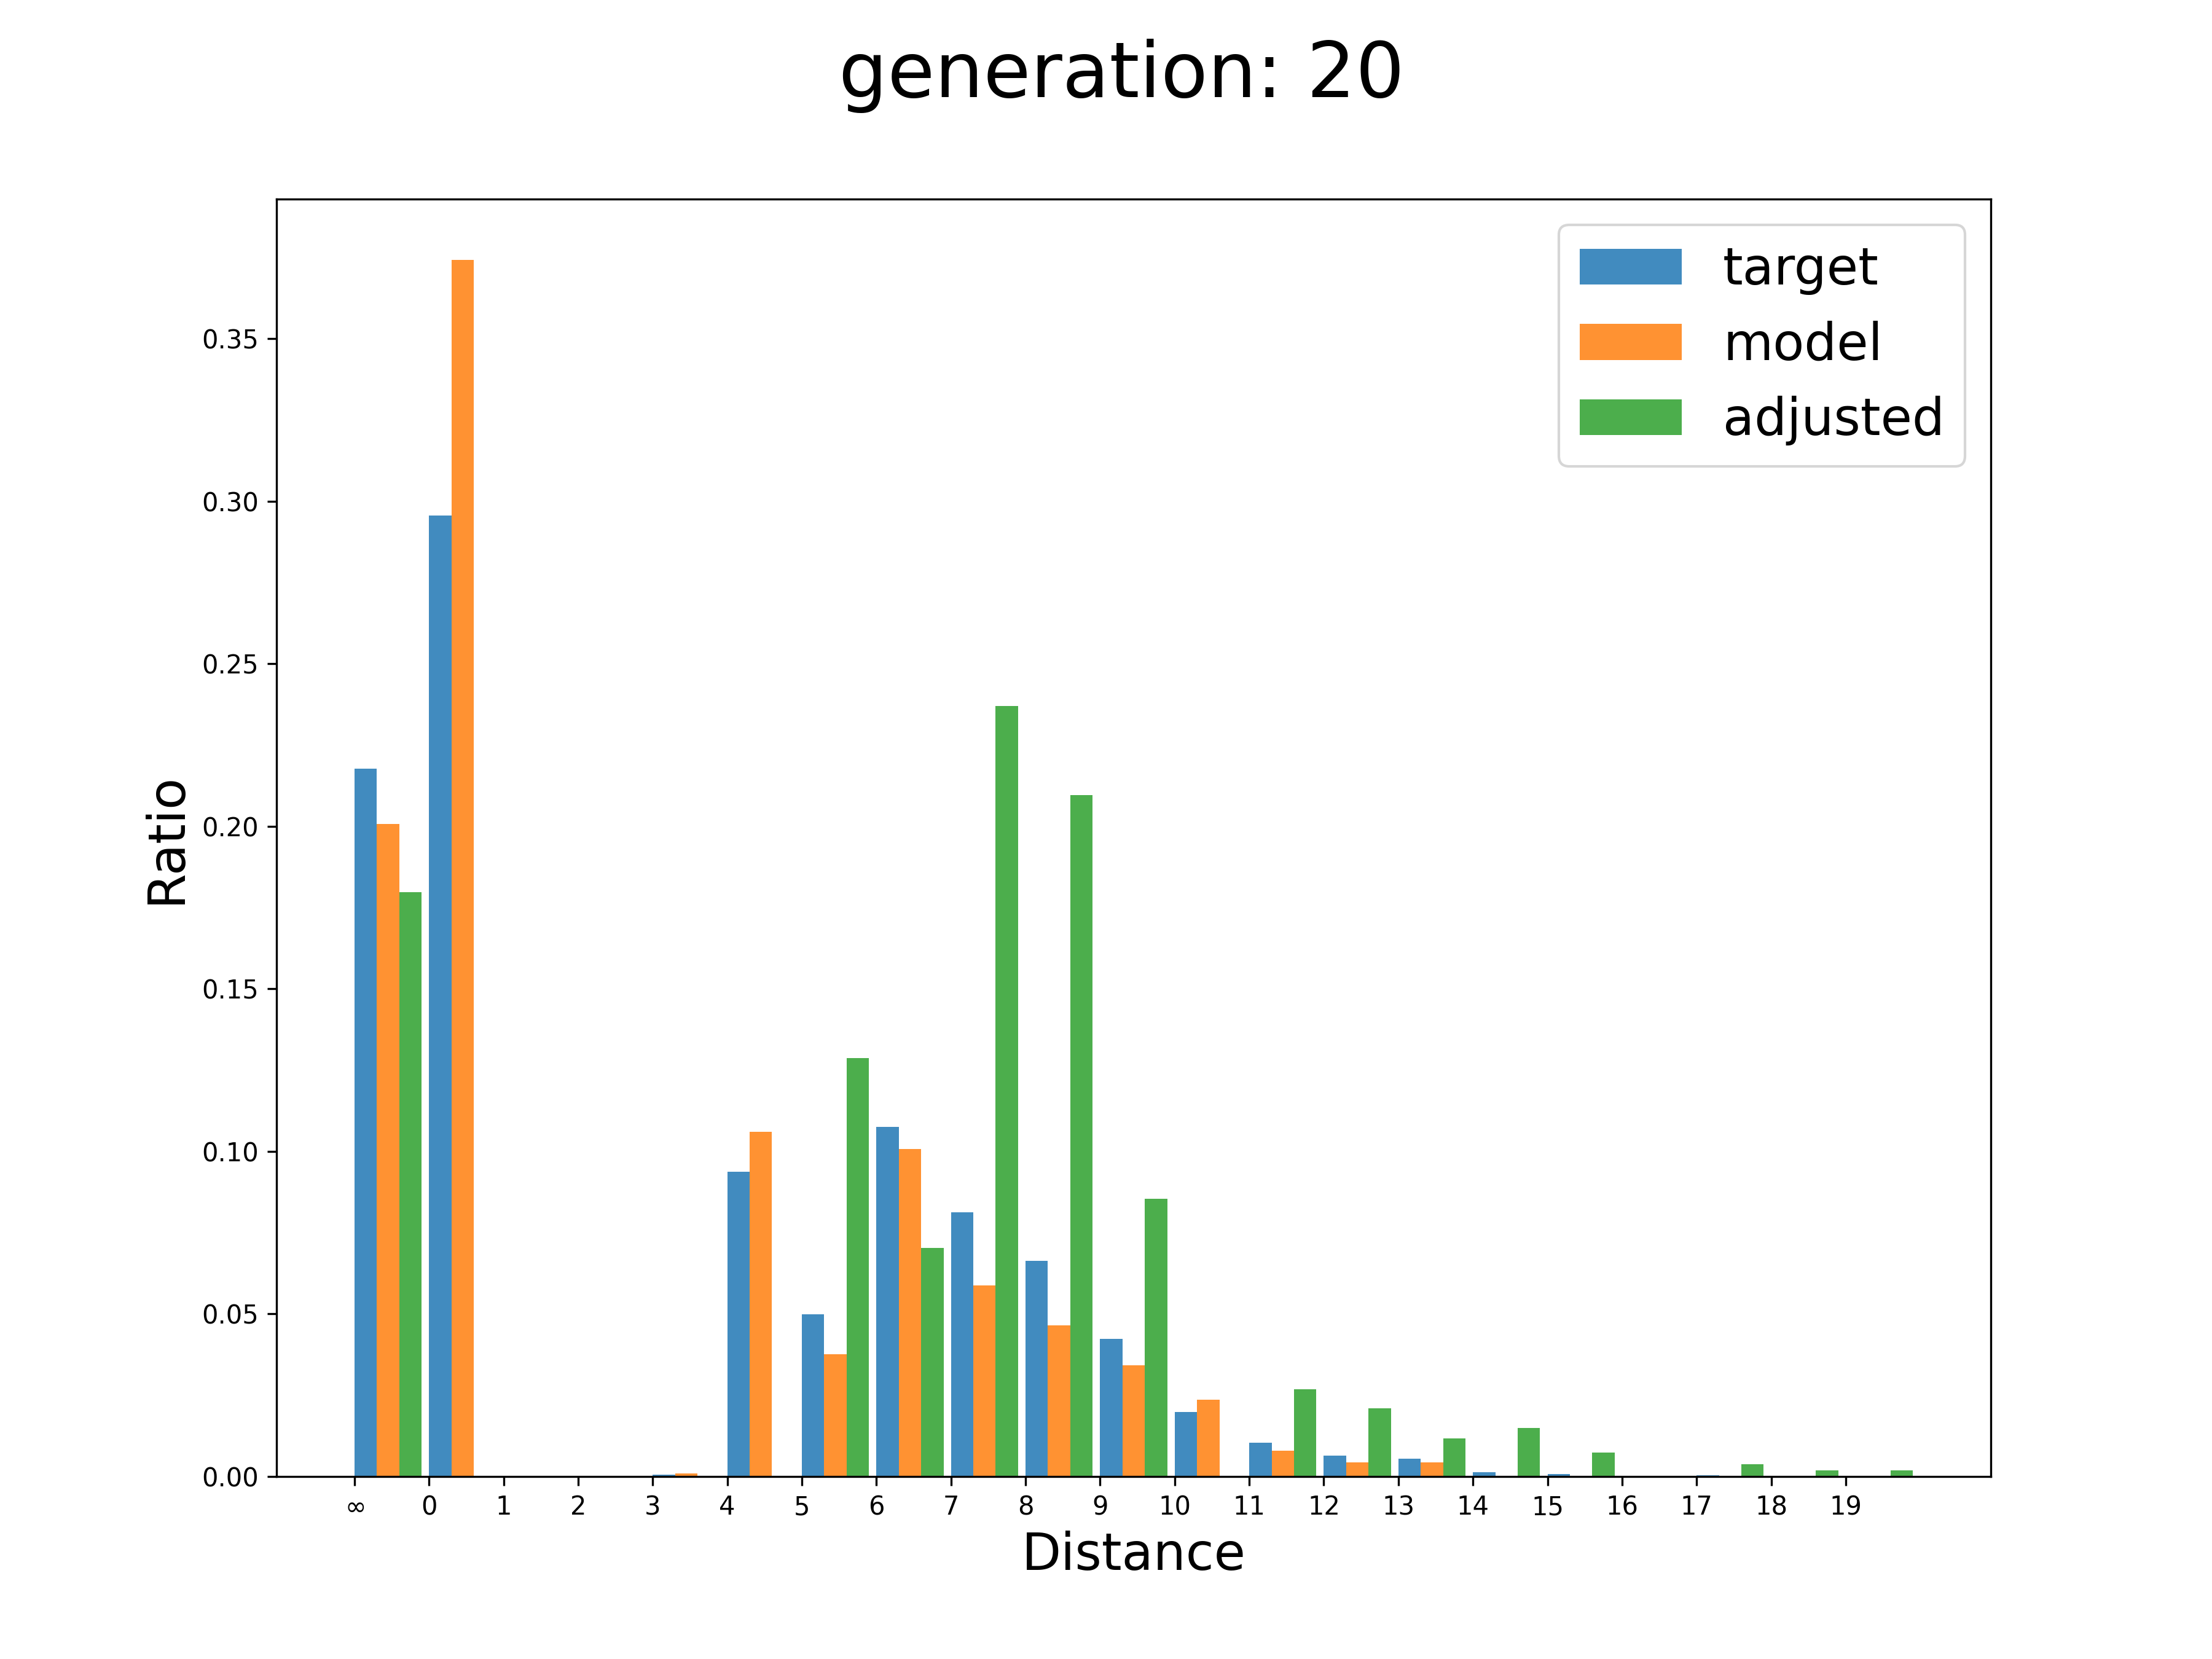 generation: 20
target
model
adjusted
Ratio
0.35
0.30
0.25
0.20
0.15
0.10
0.05
0.00
∞ 0 1 2 3 4 5 6 7 8 9 10 11 12 13 14 15 16 17 18 19
Distance